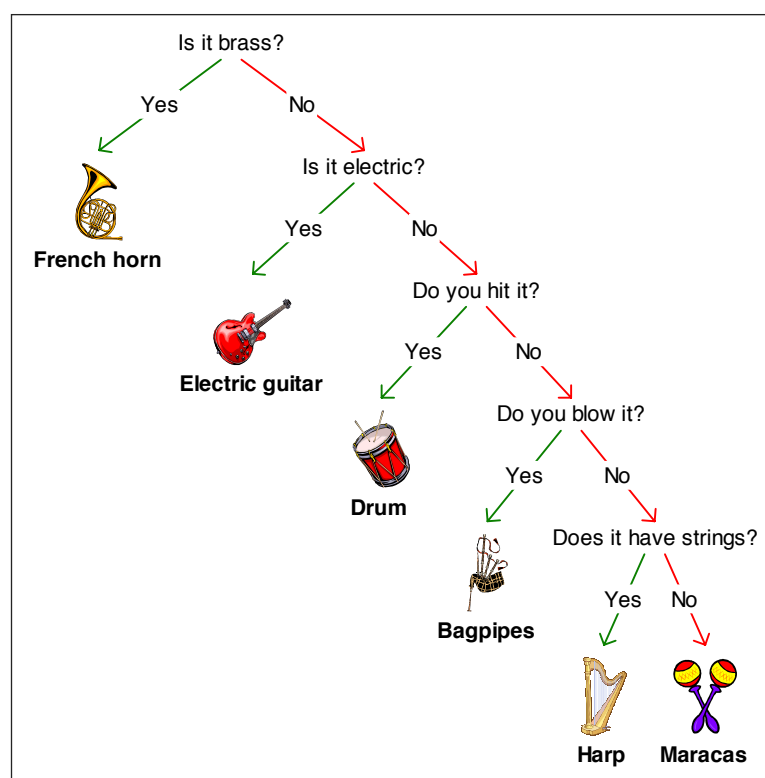 Is it brass?
Yes
No
Is it electric?
French horn
Yes
No
Do you hit it?
Electric guitar
Yes
No
Do you blow it?
Drum
Yes
No
Does it have strings?
Bagpipes
Yes
No
Harp
Maracas